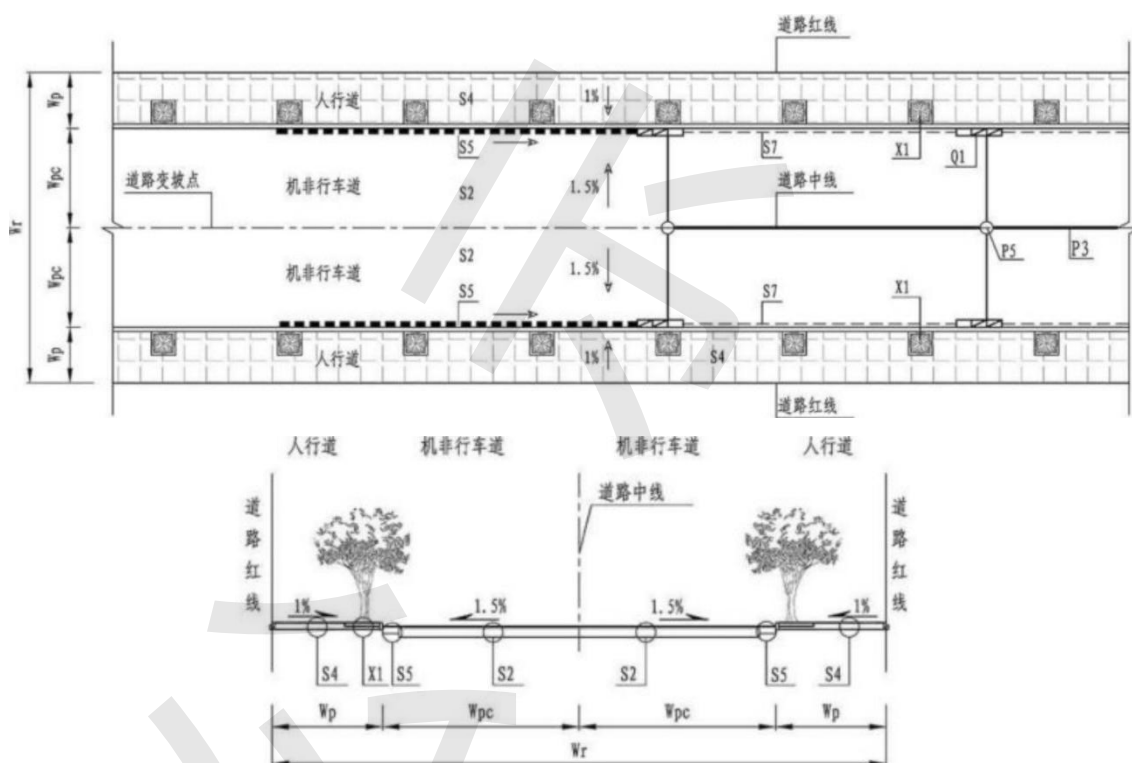 道路红线
Wp
人行道
S4
1%
S5
S7
X1
Q1
Wpc
道路变坡点
机非行车道
S2
1.5%
道路中线
Wr
P5
P3
Wpc
机非行车道
S2
1.5%
S5
S7
X1
Wp
人行道
1%
S4
道路红线
人行道
机非行车道
机非行车道
人行道
道路红线
道路中线
道路红线
1%
1.5%
1.5%
1%
S4
X1
S5
S2
S2
S5
S4
Wp
Wpc
Wpc
Wp
Wr